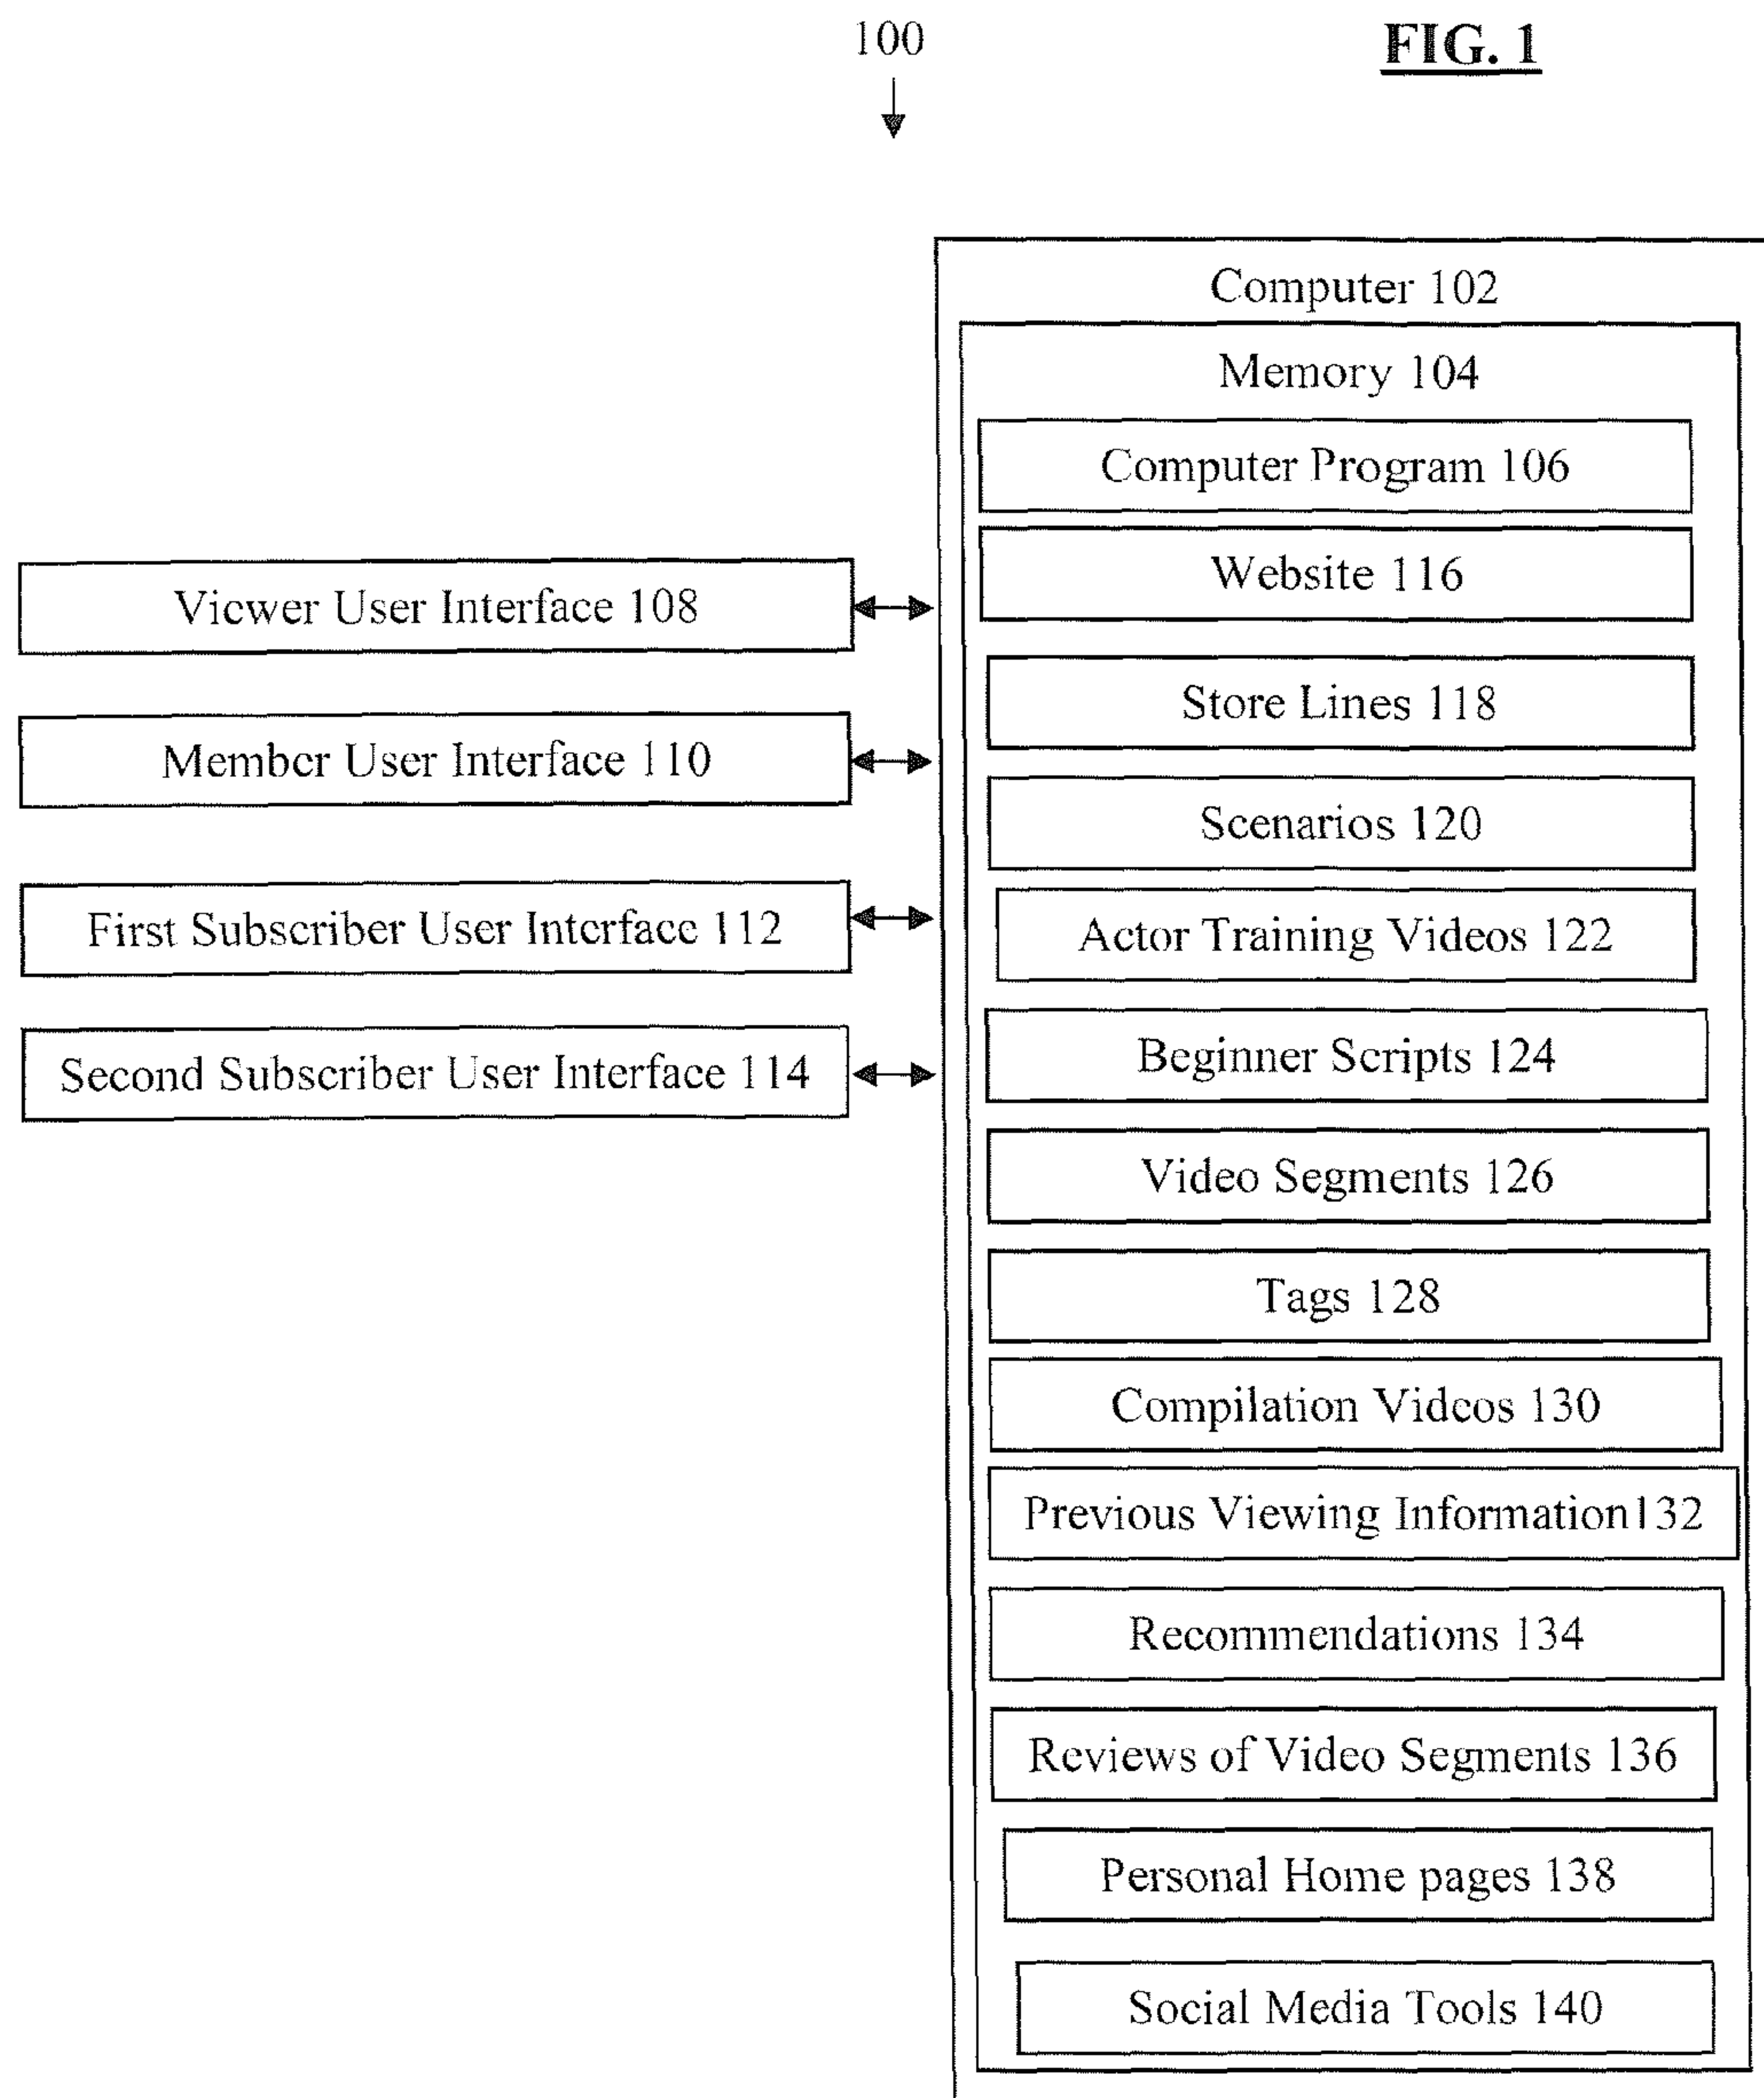 100
FIG. 1
Computer 102
Memory 104
Computer Program 106
Website 116
Viewer User Interface 108
Store Lines 118
Member User Interface 110
Scenarios 120
First Subscriber User Interface 112
Actor Training Videos 122
Second Subscriber User Interface 114
Beginner Scripts 124
Video Segments 126
Tags 128
Compilation Videos 130
Previous Viewing Information132
Recommendations 134
Reviews of Video Segments 136
Personal Home pages 138
Social Media Tools 140